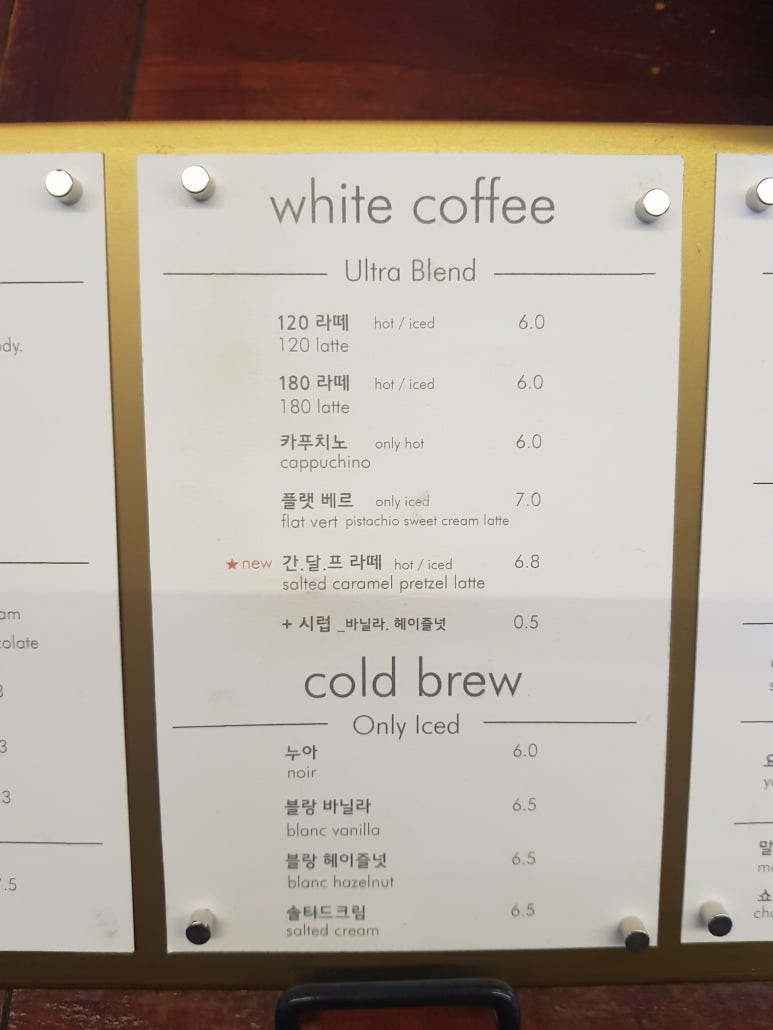 white coffee
Ultra Blend
120 라떼 hot / iced 6.0
120 latte
180 라떼 hot / iced 6.0
180 latte
카푸치노 only hot 6.0
cappuchino
플랫 베르 only iced 7.0
flat vert pistachio sweet cream latte
★ new 간.달.프 라떼 hot / iced 6.8
salted caramel pretzel latte
+ 시럽 _바닐라, 헤이즐넛 0.5
cold brew
Only Iced
누아 6.0
noir
블랑 바닐라 6.5
blanc vanilla
블랑 헤이즐넛 6.5
blanc hazelnut
솔티드크림 6.5
salted cream